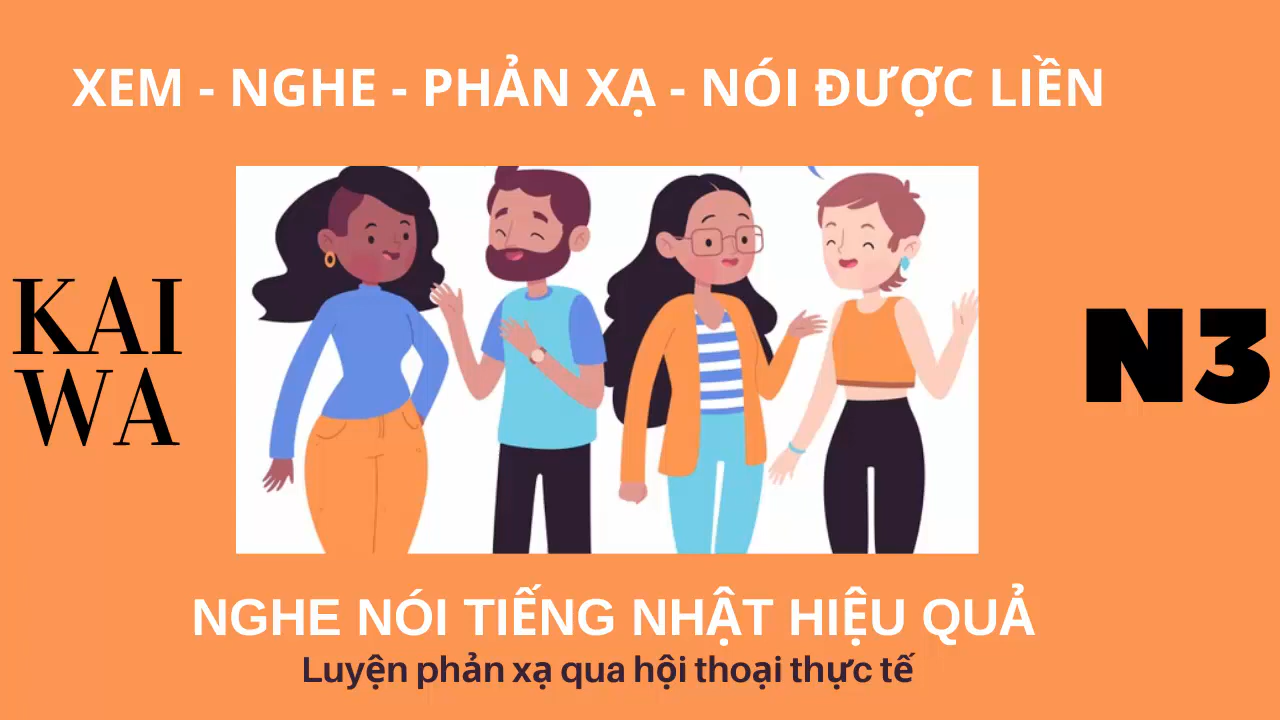 XEM - NGHE - PHẢN XẠ - NÓI ĐƯỢC LIỀN
KAI
WA
N3
NGHE NÓI TIẾNG NHẬT HIỆU QUẢ
Luyện phản xạ qua hội thoại thực tế